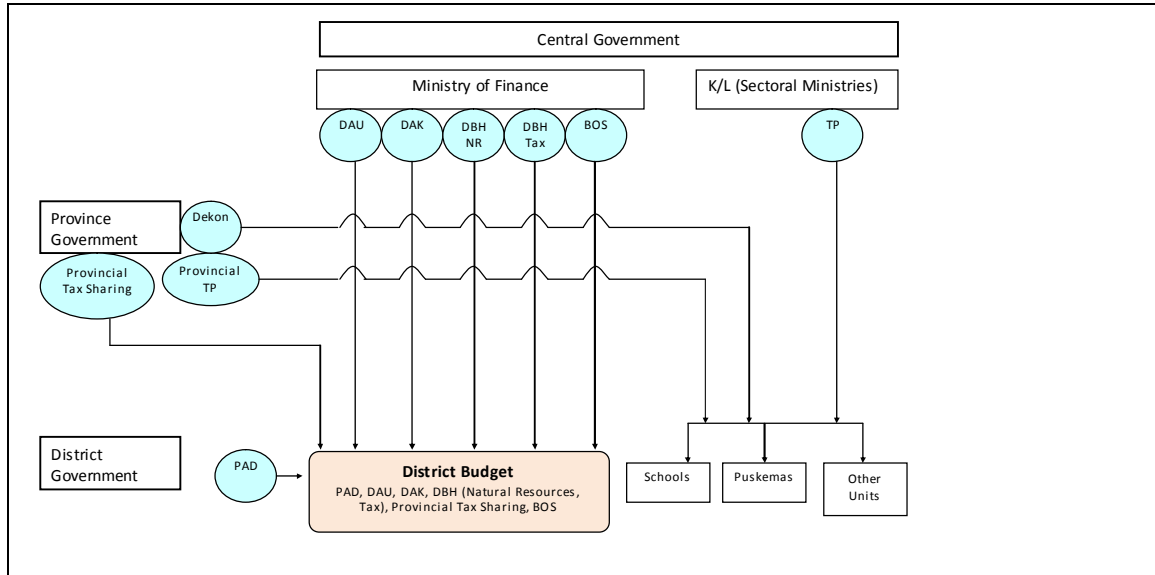 Central Government
Ministry of Finance
K/L (Sectoral Ministries)
DAU
DAK
DBH
NR
DBH
Tax
BOS
TP
Province
Government
Dekon
Provincial
Tax Sharing
Provincial
TP
District
Government
PAD
District Budget
PAD, DAU, DAK, DBH (Natural Resources,
Tax), Provincial Tax Sharing, BOS
Schools
Puskemas
Other
Units